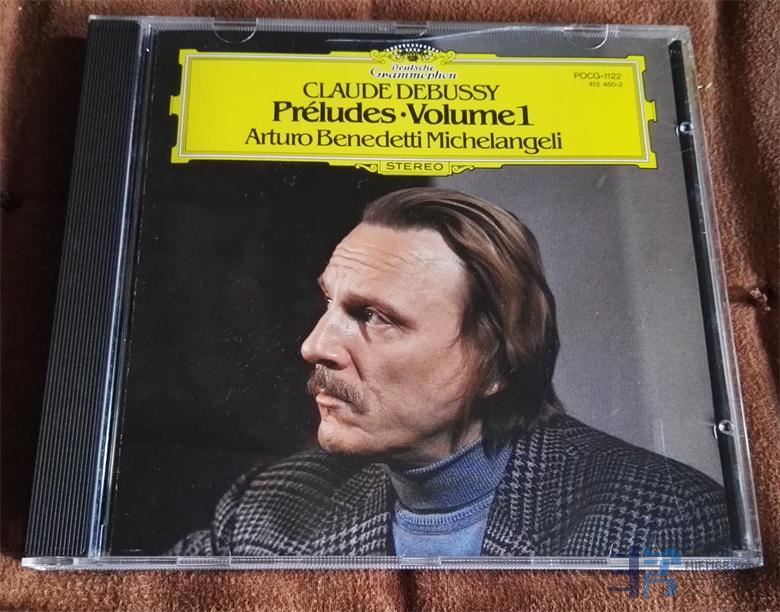 Deutsche
Grammophon
POCG-1122
413 450-2
CLAUDE DEBUSSY
Préludes·Volume 1
Arturo Benedetti Michelangeli
STEREO